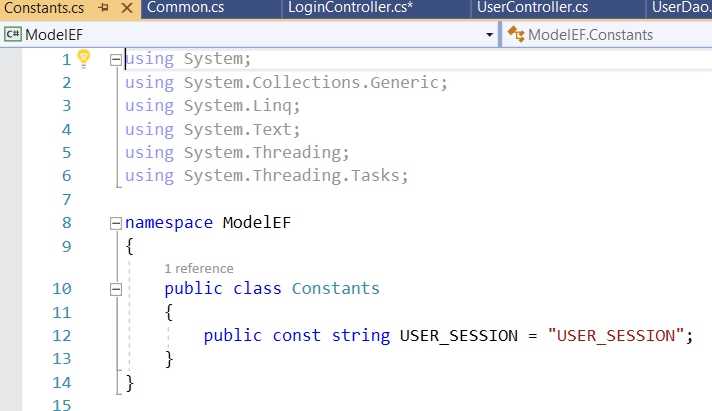 Constants.cs Common.cs LoginController.cs* UserController.cs UserDao.
C# ModelEF ModelEF.Constants
1 using System;
2 using System.Collections.Generic;
3 using System.Linq;
4 using System.Text;
5 using System.Threading;
6 using System.Threading.Tasks;
7
8 namespace ModelEF
9 {
1 reference
10 public class Constants
11 {
12 public const string USER_SESSION = "USER_SESSION";
13 }
14 }
15